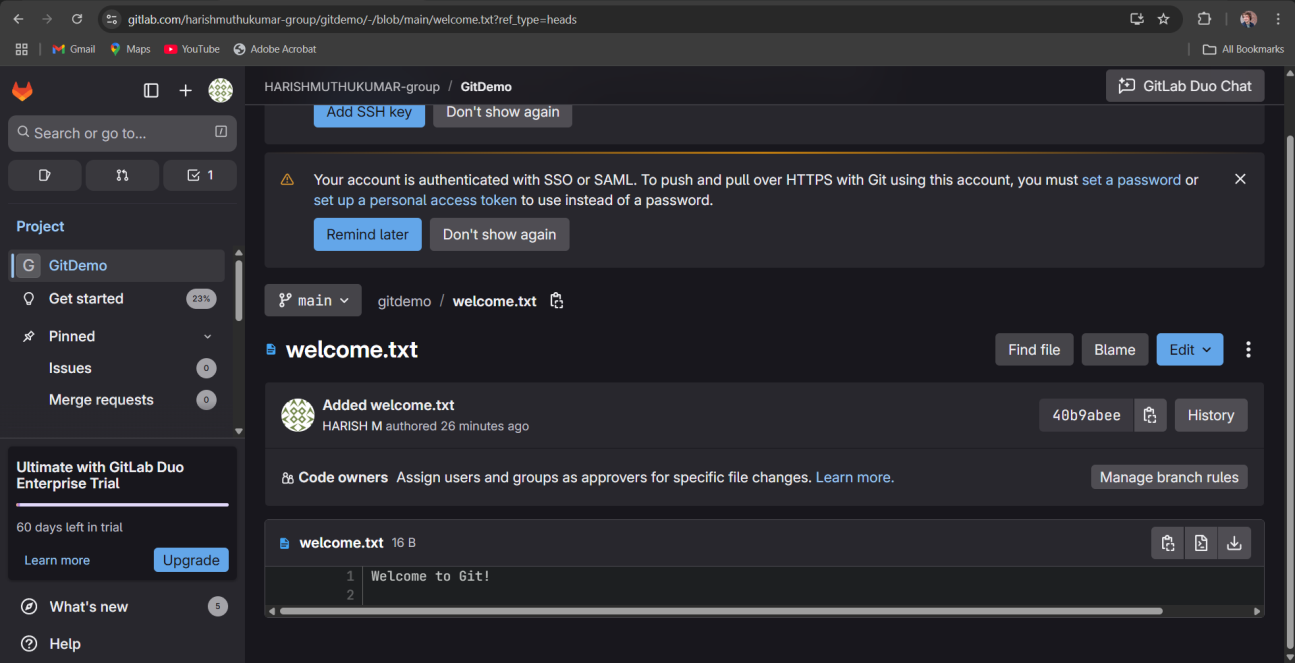 gitlab.com/harishmuthukumar-group/gitdemo/-/blob/main/welcome.txt?ref_type=heads
Gmail Maps YouTube Adobe Acrobat All Bookmarks
HARISHMUTHUKUMAR-group / GitDemo GitLab Duo Chat
Search or go to... /
1
Project
G GitDemo
Get started 23%
Pinned
Issues 0
Merge requests 0
Ultimate with GitLab Duo
Enterprise Trial
60 days left in trial
Learn more Upgrade
What's new 5
Help
Add SSH key Don't show again
Your account is authenticated with SSO or SAML. To push and pull over HTTPS with Git using this account, you must set a password or
set up a personal access token to use instead of a password.
Remind later Don't show again
main gitdemo / welcome.txt
welcome.txt Find file Blame Edit
Added welcome.txt
HARISH M authored 26 minutes ago
40b9abee History
Code owners Assign users and groups as approvers for specific file changes. Learn more. Manage branch rules
welcome.txt 16 B
1 Welcome to Git!
2